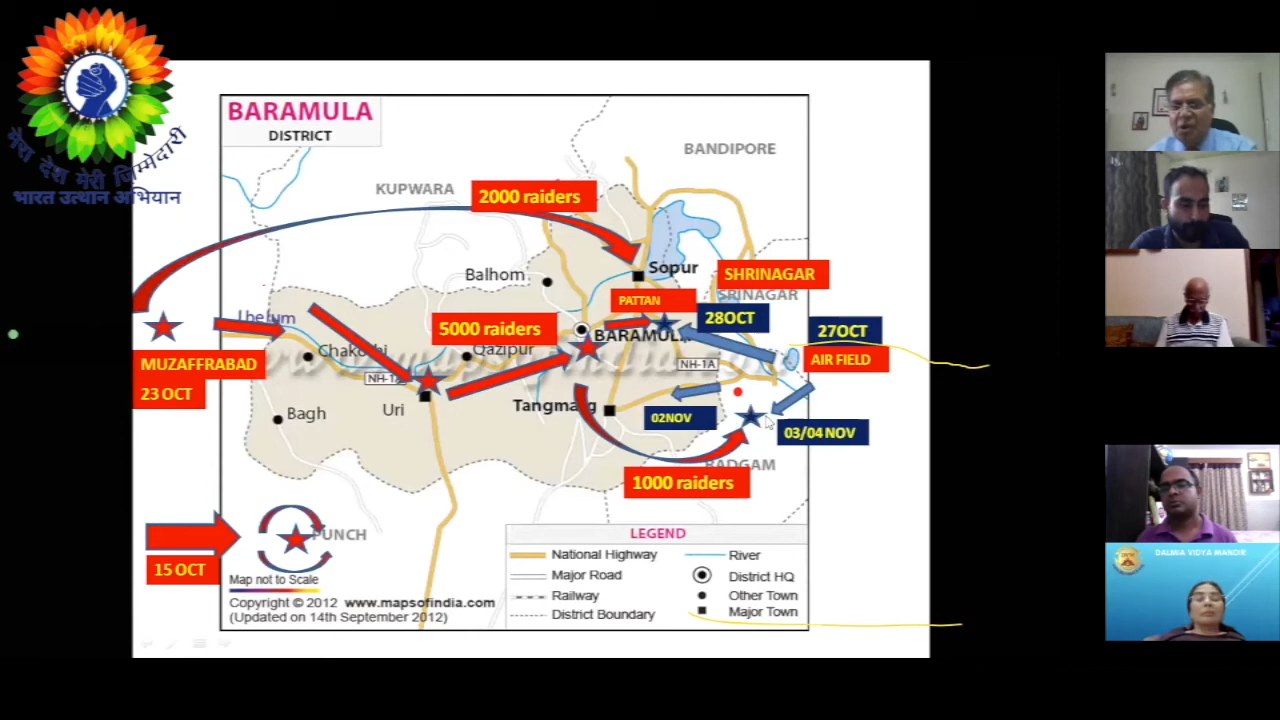 मेरा देश मेरी जिम्मेदारी
भारत उत्थान अभियान
BARAMULA
DISTRICT
BANDIPORE
KUPWARA
2000 raiders
Balhom
Sopur
SHRINAGAR
SRINAGAR
PATTAN
28OCT
Jhelum
5000 raiders
BARAMULA
27OCT
AIR FIELD
MUZAFFRABAD
23 OCT
Chakothi
Qazipur
NH-1A
NH-1A
Uri
Bagh
Tangmarg
02NOV
03/04 NOV
BADGAM
1000 raiders
PUNCH
15 OCT
Map not to Scale
Copyright © 2012 www.mapsofindia.com
(Updated on 14th September 2012)
LEGEND
National Highway
River
Major Road
District HQ
Railway
Other Town
District Boundary
Major Town
DALMIA VIDYA MANDIR